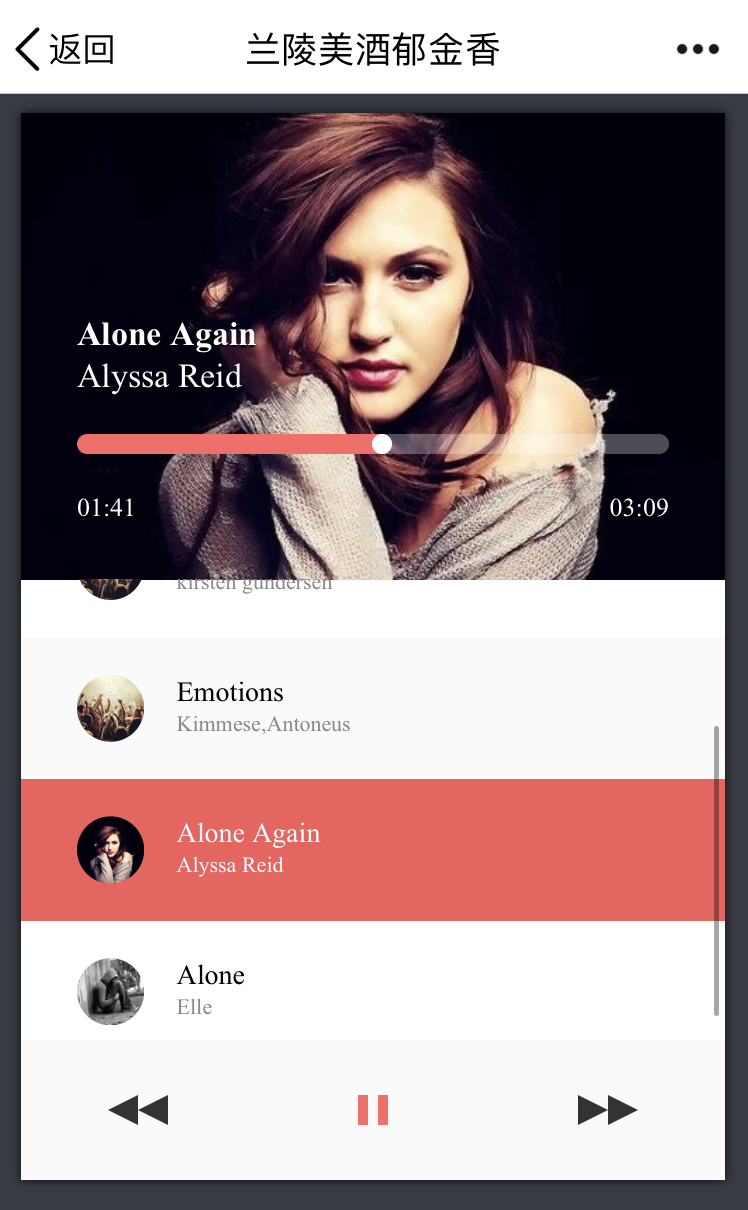 返回
兰陵美酒郁金香
Alone Again
Alyssa Reid
01:41
03:09
kirsten gundersen
Emotions
Kimmese,Antoneus
Alone Again
Alyssa Reid
Alone
Elle